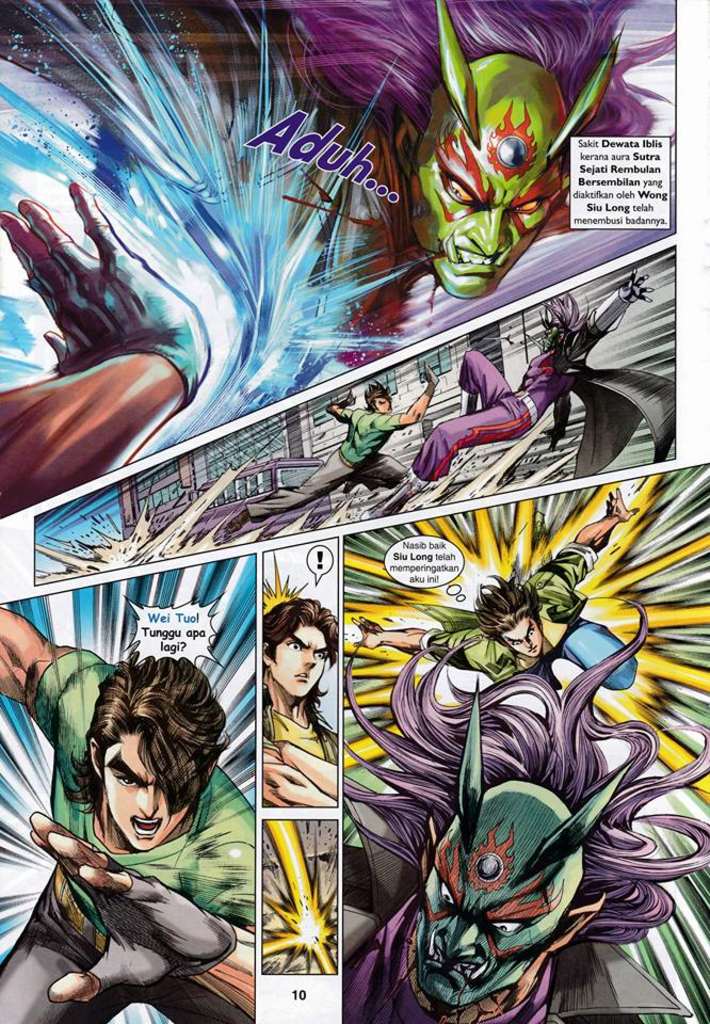 Aduh...
Sakit Dewata Iblis
kerana aura Sutra
Sejati Rembulan
Bersembilan yang
diaktifkan oleh Wong
Siu Long telah
menembusi badannya.
Wei Tuo!
Tunggu apa
lagi?
!
Nasib baik
Siu Long telah
memperingatkan
aku ini!
10